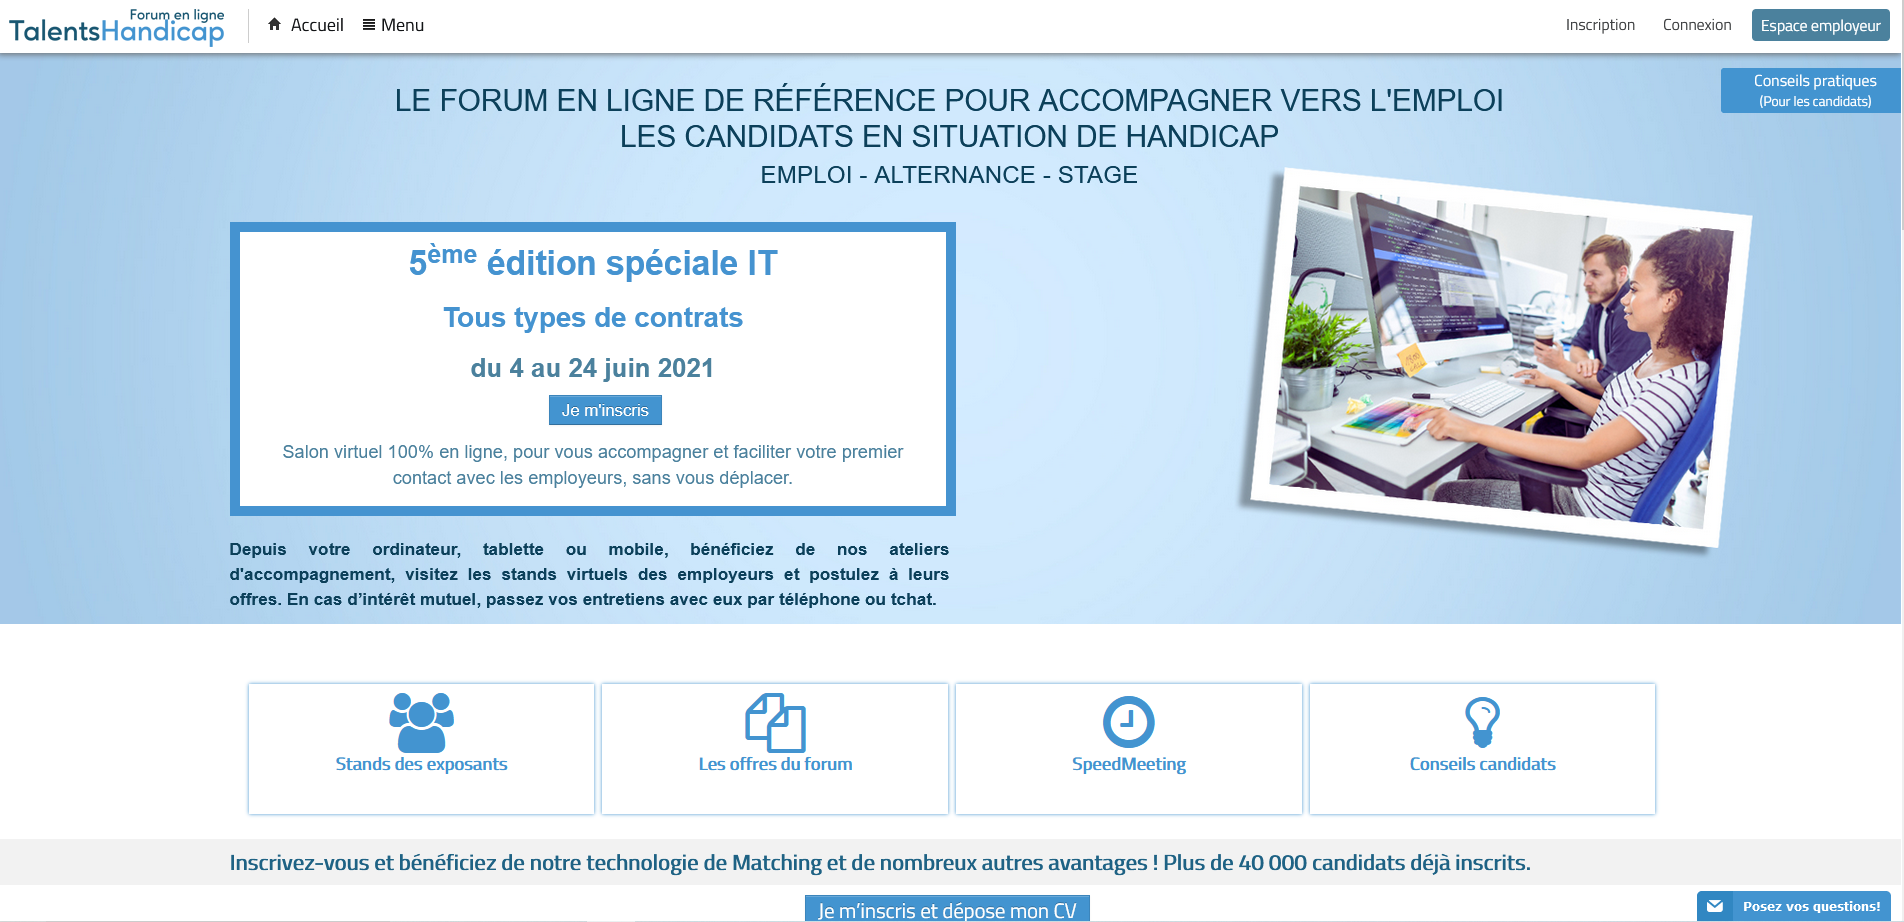 Forum en ligne
TalentsHandicap
Accueil
Menu
Inscription
Connexion
Espace employeur
Conseils pratiques
(Pour les candidats)
LE FORUM EN LIGNE DE RÉFÉRENCE POUR ACCOMPAGNER VERS L'EMPLOI
LES CANDIDATS EN SITUATION DE HANDICAP
EMPLOI - ALTERNANCE - STAGE
5ème édition spéciale IT
Tous types de contrats
du 4 au 24 juin 2021
Je m'inscris
Salon virtuel 100% en ligne, pour vous accompagner et faciliter votre premier
contact avec les employeurs, sans vous déplacer.
Depuis votre ordinateur, tablette ou mobile, bénéficiez de nos ateliers
d'accompagnement, visitez les stands virtuels des employeurs et postulez à leurs
offres. En cas d’intérêt mutuel, passez vos entretiens avec eux par téléphone ou tchat.
Stands des exposants
Les offres du forum
SpeedMeeting
Conseils candidats
Inscrivez-vous et bénéficiez de notre technologie de Matching et de nombreux autres avantages ! Plus de 40 000 candidats déjà inscrits.
Je m’inscris et dépose mon CV
Posez vos questions!